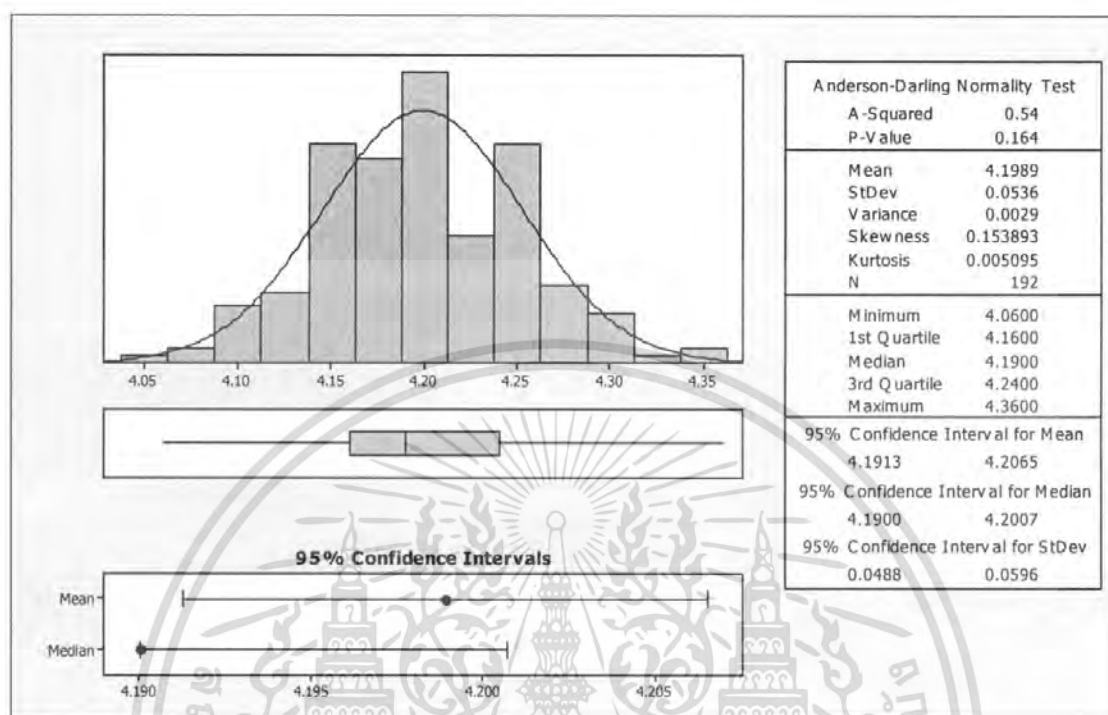 4.05 4.10 4.15 4.20 4.25 4.30 4.35
95% Confidence Intervals
Mean
Median
4.190 4.195 4.200 4.205
Anderson-Darling Normality Test
A-Squared 0.54
P-Value 0.164
Mean 4.1989
StDev 0.0536
Variance 0.0029
Skewness 0.153893
Kurtosis 0.005095
N 192
Minimum 4.0600
1st Quartile 4.1600
Median 4.1900
3rd Quartile 4.2400
Maximum 4.3600
95% Confidence Interval for Mean
4.1913 4.2065
95% Confidence Interval for Median
4.1900 4.2007
95% Confidence Interval for StDev
0.0488 0.0596